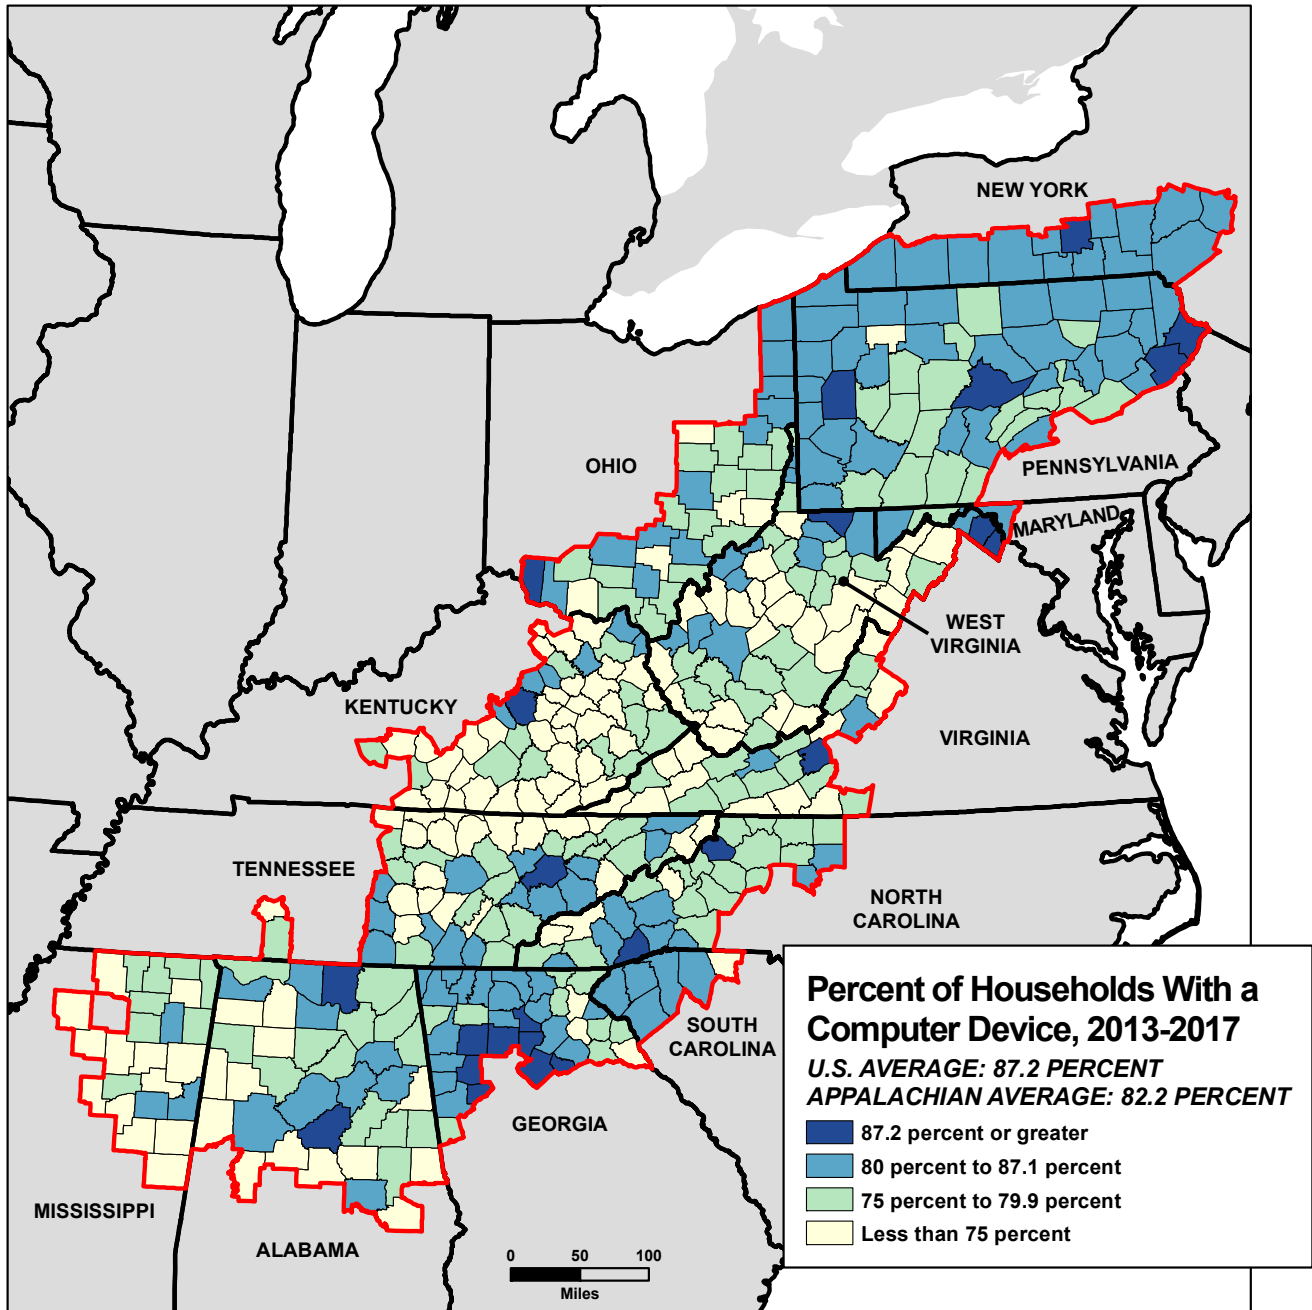 NEW YORK
OHIO
PENNSYLVANIA
MARYLAND
WEST
VIRGINIA
KENTUCKY
VIRGINIA
TENNESSEE
NORTH
CAROLINA
SOUTH
CAROLINA
GEORGIA
MISSISSIPPI
ALABAMA
Percent of Households With a
Computer Device, 2013-2017
U.S. AVERAGE: 87.2 PERCENT
APPALACHIAN AVERAGE: 82.2 PERCENT
87.2 percent or greater
80 percent to 87.1 percent
75 percent to 79.9 percent
Less than 75 percent
0 50 100
Miles